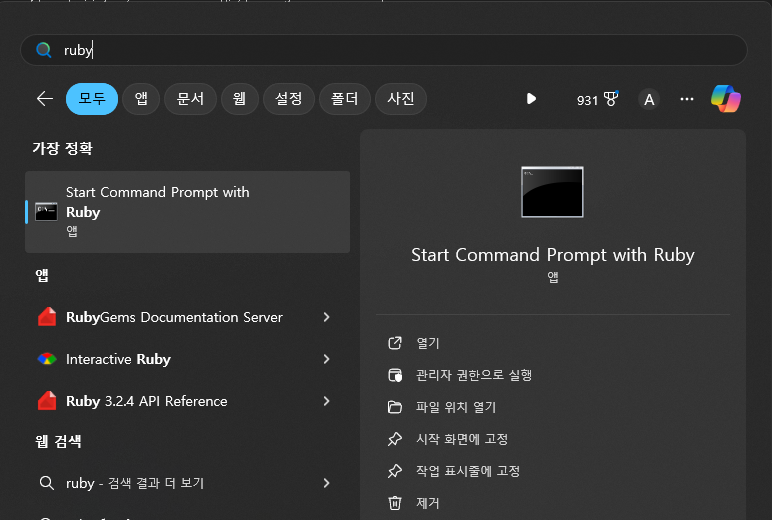 ruby
모두
앱
문서
웹
설정
폴더
사진
931
A
가장 정확
Start Command Prompt with
Ruby
앱
앱
RubyGems Documentation Server
Interactive Ruby
Ruby 3.2.4 API Reference
웹 검색
ruby - 검색 결과 더 보기
Start Command Prompt with Ruby
앱
열기
관리자 권한으로 실행
파일 위치 열기
시작 화면에 고정
작업 표시줄에 고정
제거